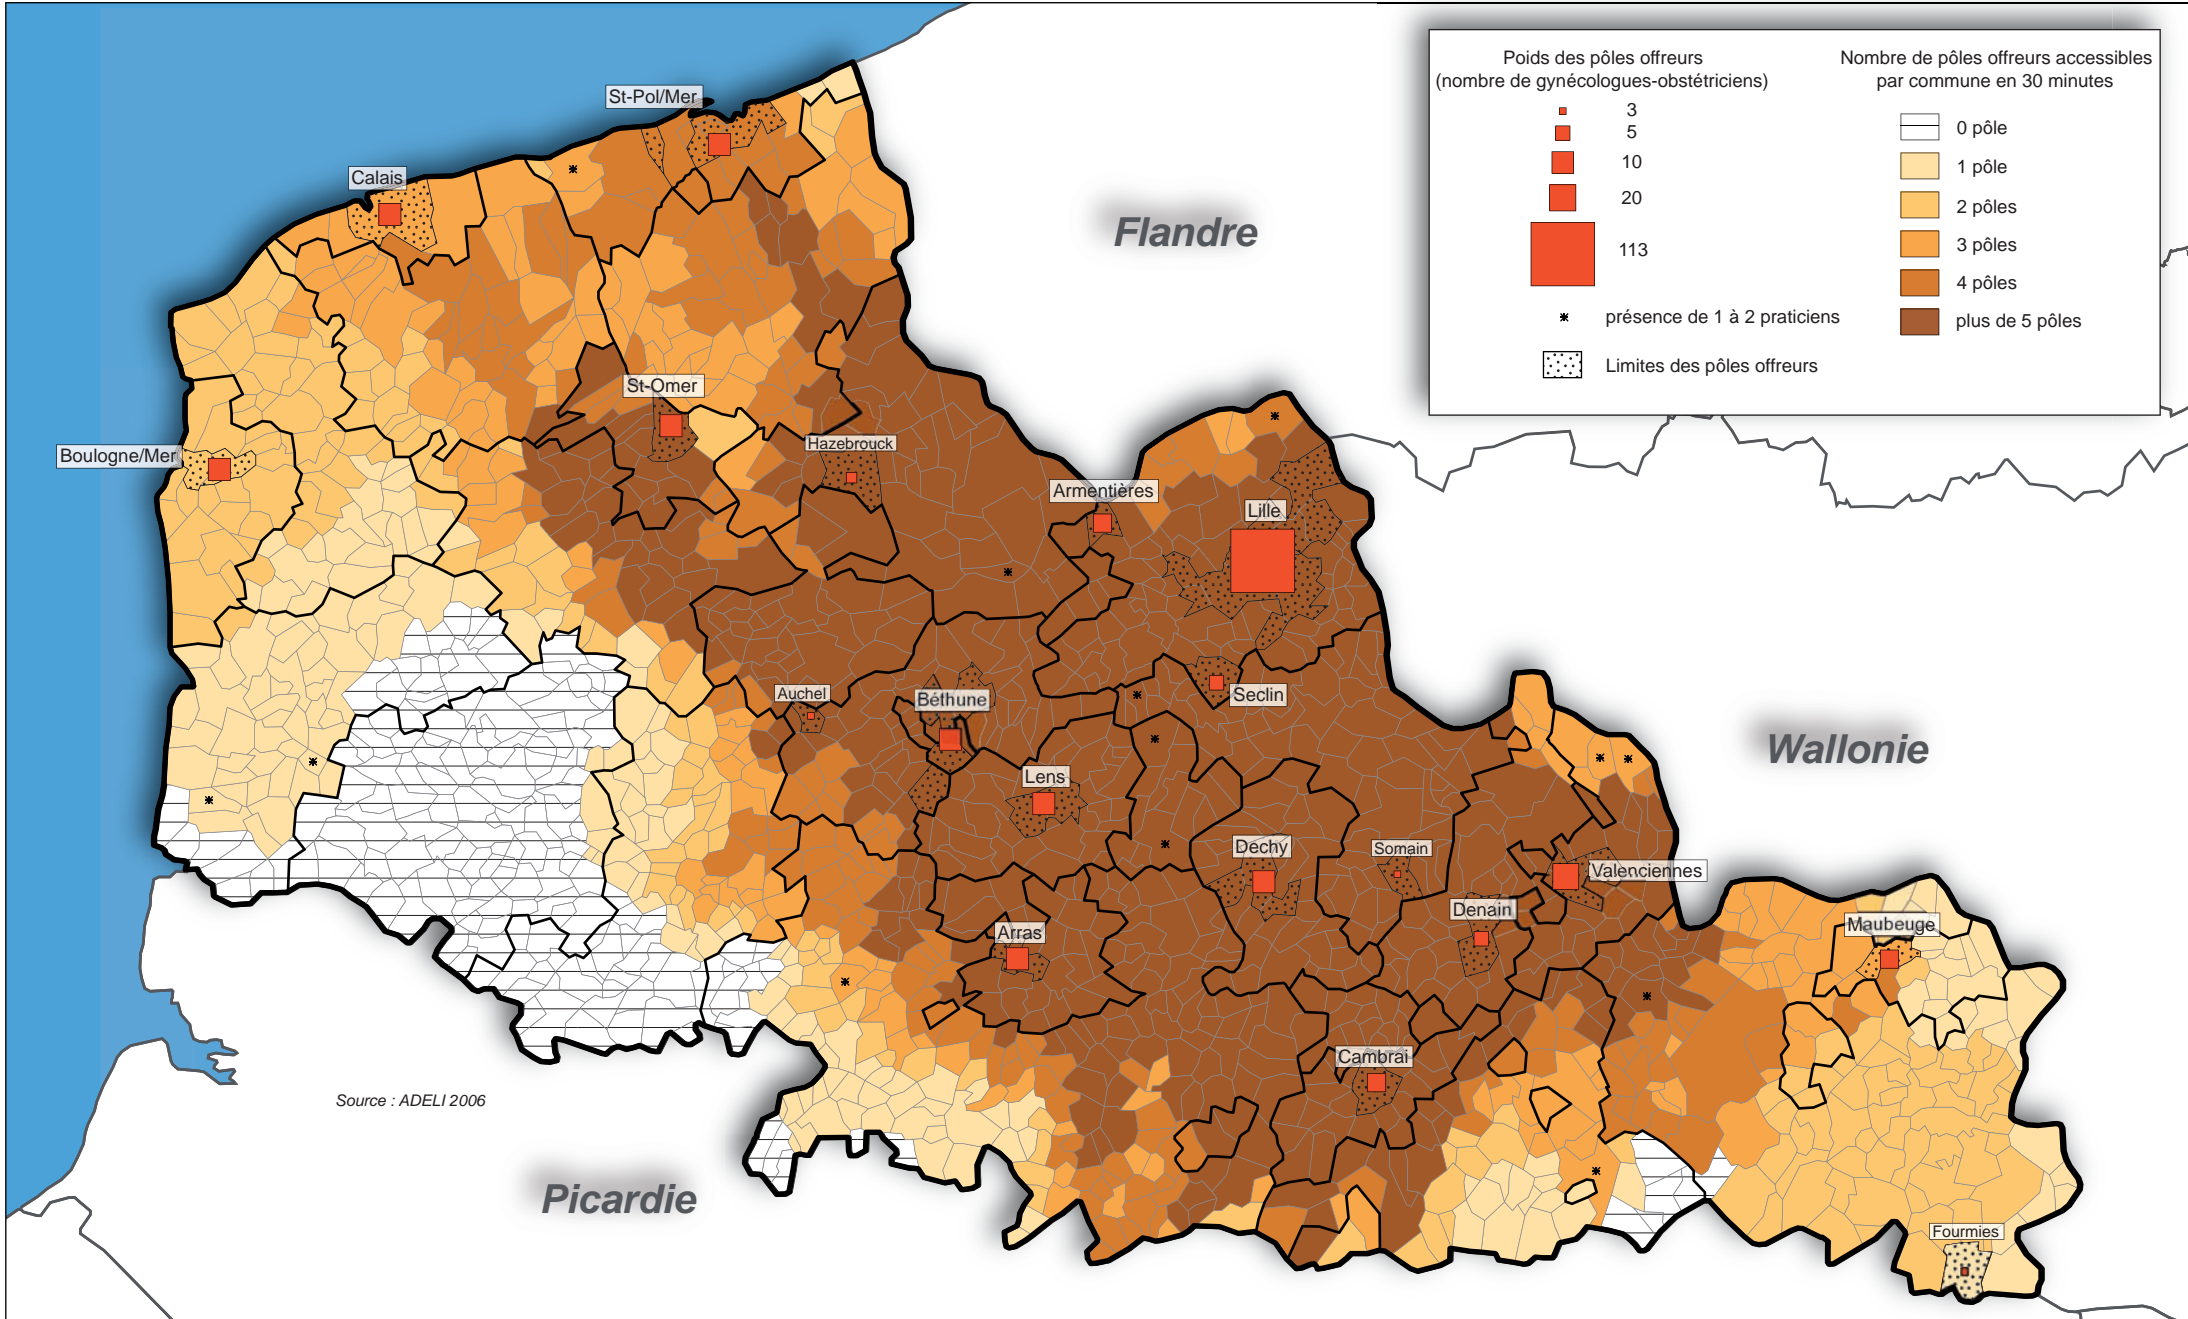 Poids des pôles offreurs
(nombre de gynécologues-obstétriciens)
3
5
10
20
113
présence de 1 à 2 praticiens
Limites des pôles offreurs
Nombre de pôles offreurs accessibles
par commune en 30 minutes
0 pôle
1 pôle
2 pôles
3 pôles
4 pôles
plus de 5 pôles
St-Pol/Mer
Calais
Flandre
St-Omer
Hazebrouck
Boulogne/Mer
Armentières
Lille
Auchel
Béthune
Seclin
Wallonie
Lens
Dechy
Somain
Valenciennes
Denain
Arras
Maubeuge
Cambrai
Source : ADELI 2006
Picardie
Fourmies